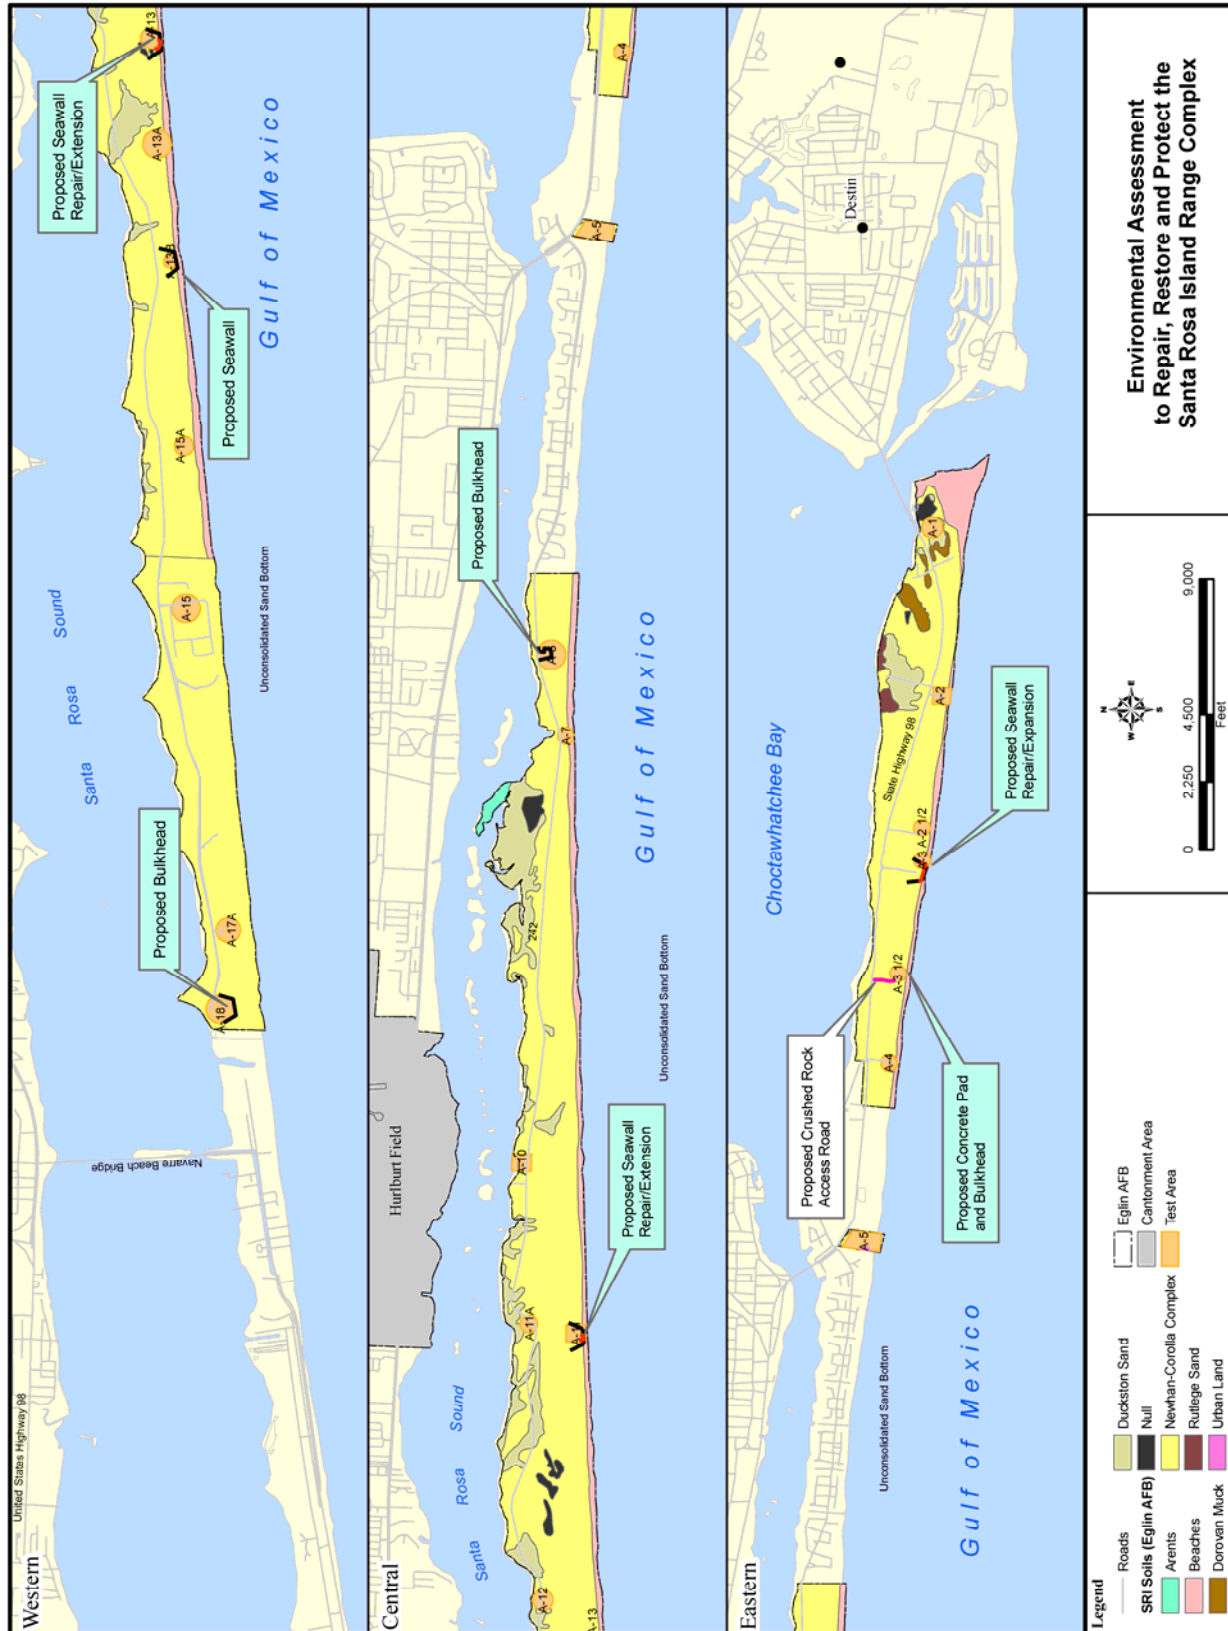 Western
United States Highway 98
Navarre Beach Bridge
Santa Rosa Sound
Gulf of Mexico
Unconsolidated Sand Bottom
Proposed Bulkhead
Proposed Seawall
Proposed Seawall
Repair/Extension
A-18
A-17A
A-15
A-15A
A-13B
A-13A
A-13
Central
Santa Rosa Sound
Hurlburt Field
Gulf of Mexico
Unconsolidated Sand Bottom
Proposed Seawall
Repair/Extension
Proposed Bulkhead
A-13
A-12
A-11A
A-10
242
A-7
A-5
A-4
Eastern
Gulf of Mexico
Unconsolidated Sand Bottom
Choctawhatchee Bay
Destin
State Highway 98
Proposed Crushed Rock
Access Road
Proposed Concrete Pad
and Bulkhead
Proposed Seawall
Repair/Expansion
A-5
A-4
A-3 1/2
A-3
A-2 1/2
A-2
A-1
Legend
Roads
SRI Soils (Eglin AFB)
Arents
Beaches
Dorovan Muck
Duckston Sand
Null
Newhan-Corolla Complex
Rutlege Sand
Urban Land
Eglin AFB
Cantonment Area
Test Area
N
W
E
S
0
2,250
4,500
9,000
Feet
Environmental Assessment
to Repair, Restore and Protect the
Santa Rosa Island Range Complex